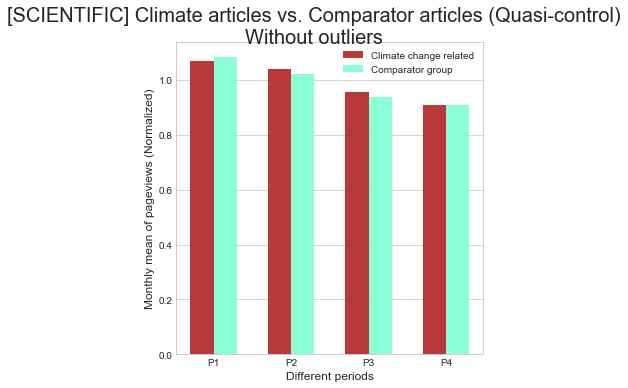 [SCIENTIFIC] Climate articles vs. Comparator articles (Quasi-control)
Without outliers
Climate change related
Comparator group
Monthly mean of pageviews (Normalized)
1.0
0.8
0.6
0.4
0.2
0.0
P1 P2 P3 P4
Different periods